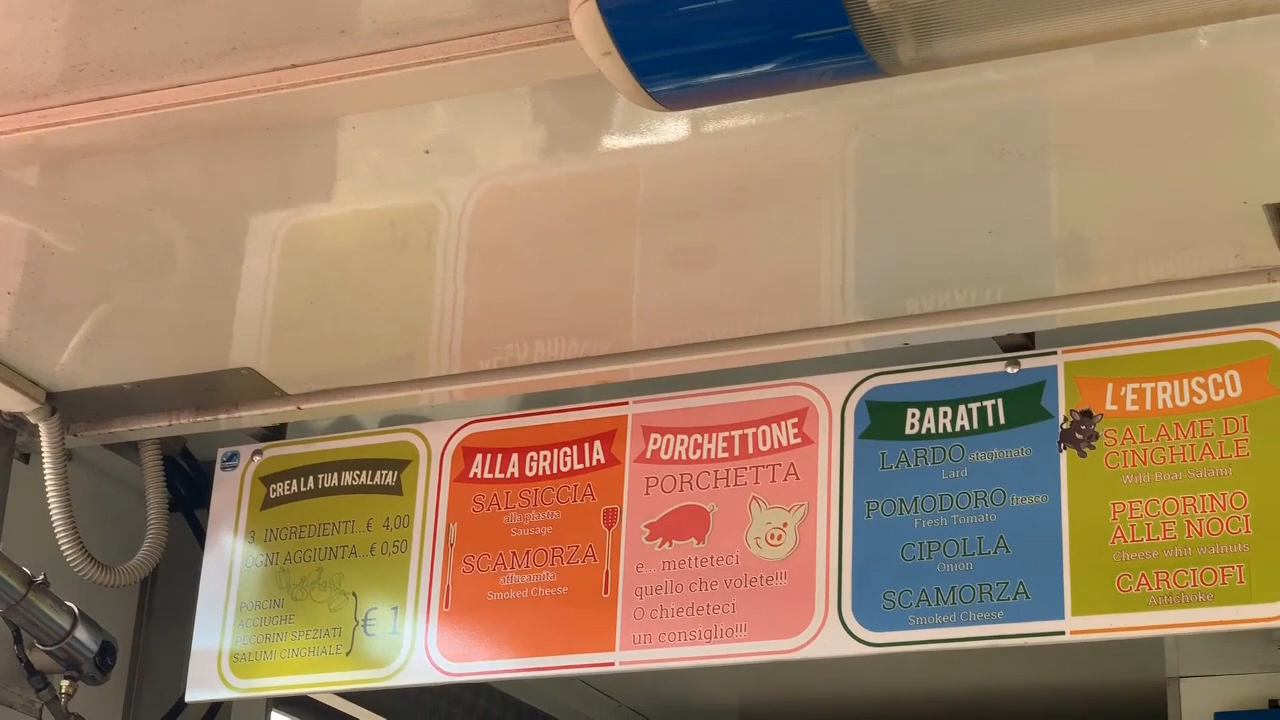 CREA LA TUA INSALATA!
3 INGREDIENTI...€ 4,00
OGNI AGGIUNTA...€ 0,50
PORCINI
ACCIUGHE
PECORINI SPEZIATI
SALUMI CINGHIALE
€ 1
ALLA GRIGLIA
SALSICCIA
alla piastra
Sausage
SCAMORZA
affucamita
Smoked Cheese
PORCHETTONE
PORCHETTA
e... metteteci
quello che volete!!!
O chiedeteci
un consiglio!!!
BARATTI
LARDO stagionato
Lard
POMODORO fresco
Fresh Tomato
CIPOLLA
Onion
SCAMORZA
Smoked Cheese
L'ETRUSCO
SALAME DI
CINGHIALE
Wild Boar Salami
PECORINO
ALLE NOCI
Cheese whit walnuts
CARCIOFI
Artichoke